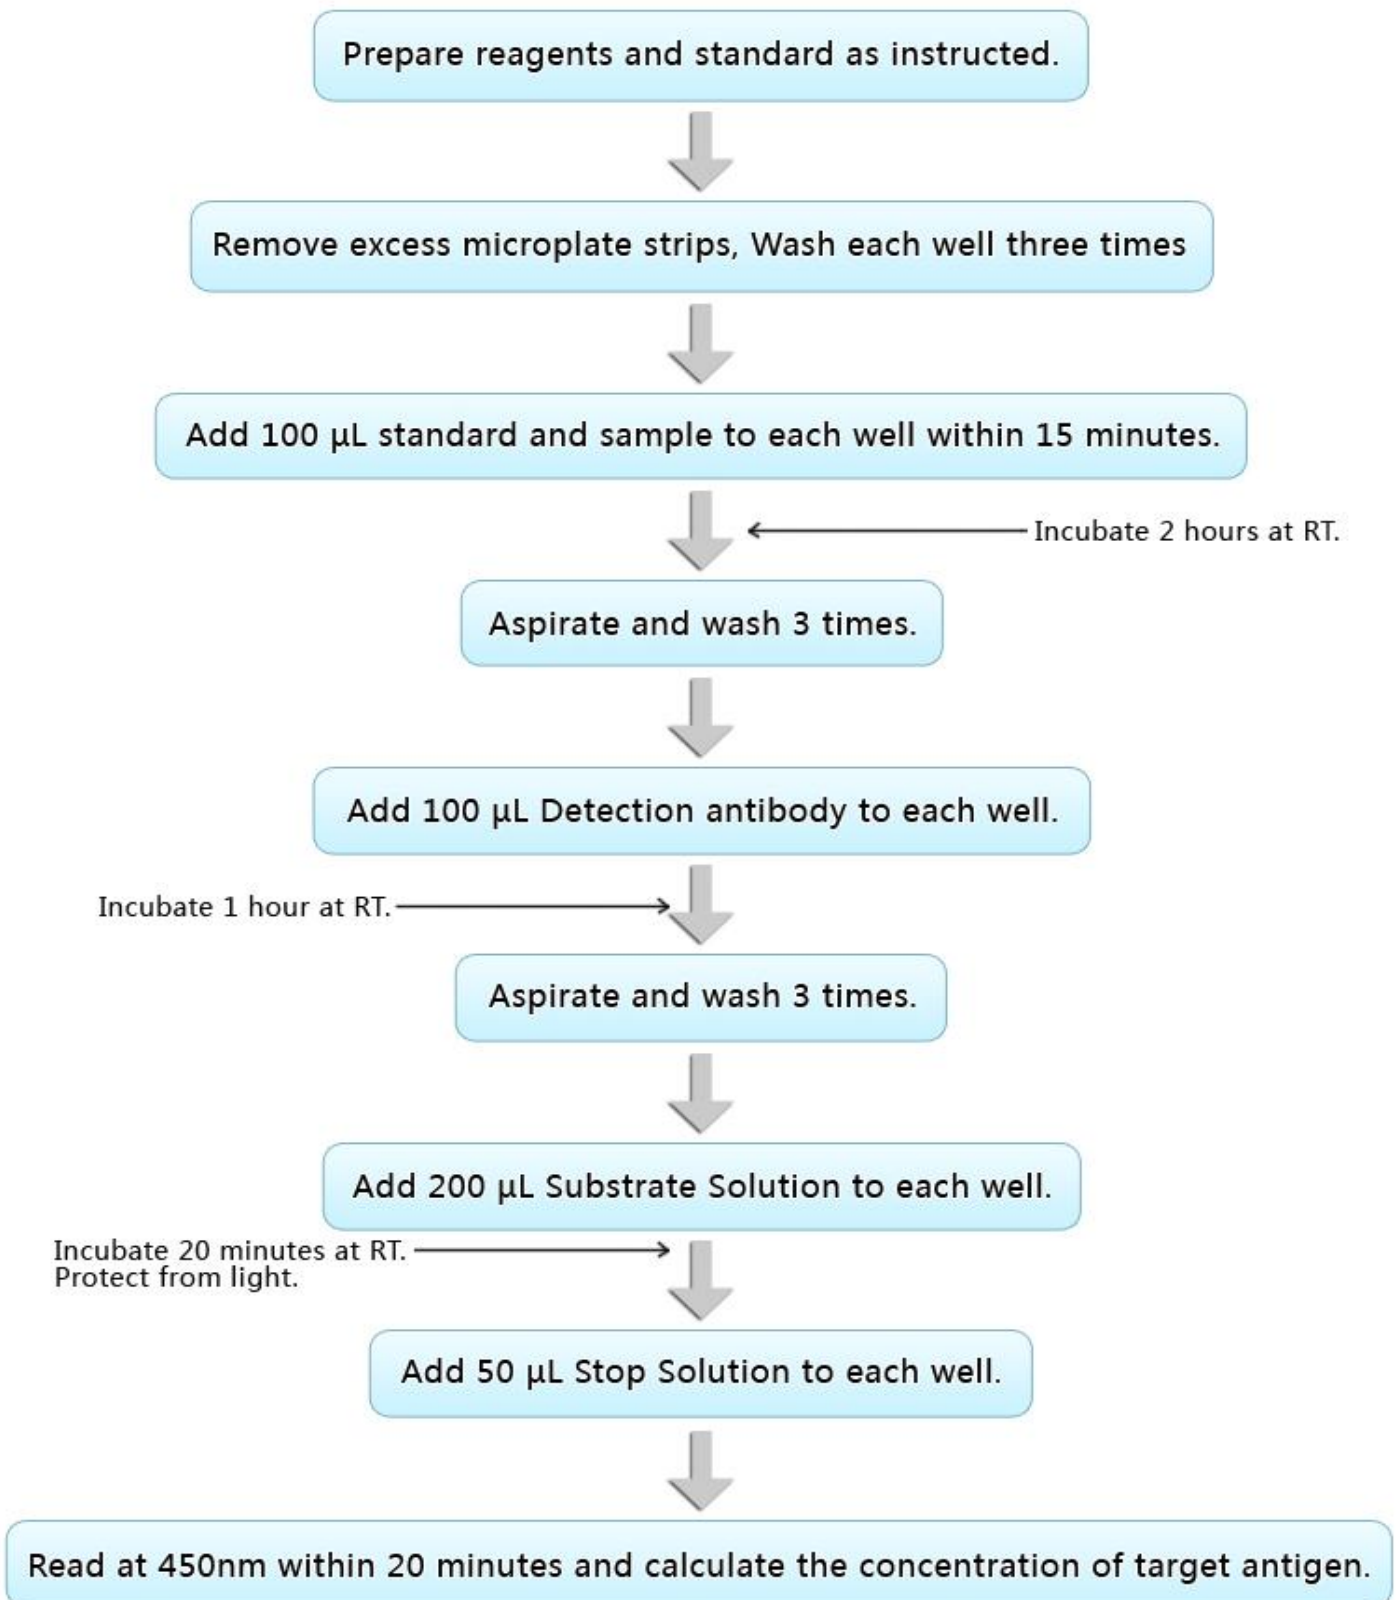 Prepare reagents and standard as instructed.
Remove excess microplate strips, Wash each well three times
Add 100 µL standard and sample to each well within 15 minutes.
Incubate 2 hours at RT.
Aspirate and wash 3 times.
Add 100 µL Detection antibody to each well.
Incubate 1 hour at RT.
Aspirate and wash 3 times.
Add 200 µL Substrate Solution to each well.
Incubate 20 minutes at RT.
Protect from light.
Add 50 µL Stop Solution to each well.
Read at 450nm within 20 minutes and calculate the concentration of target antigen.